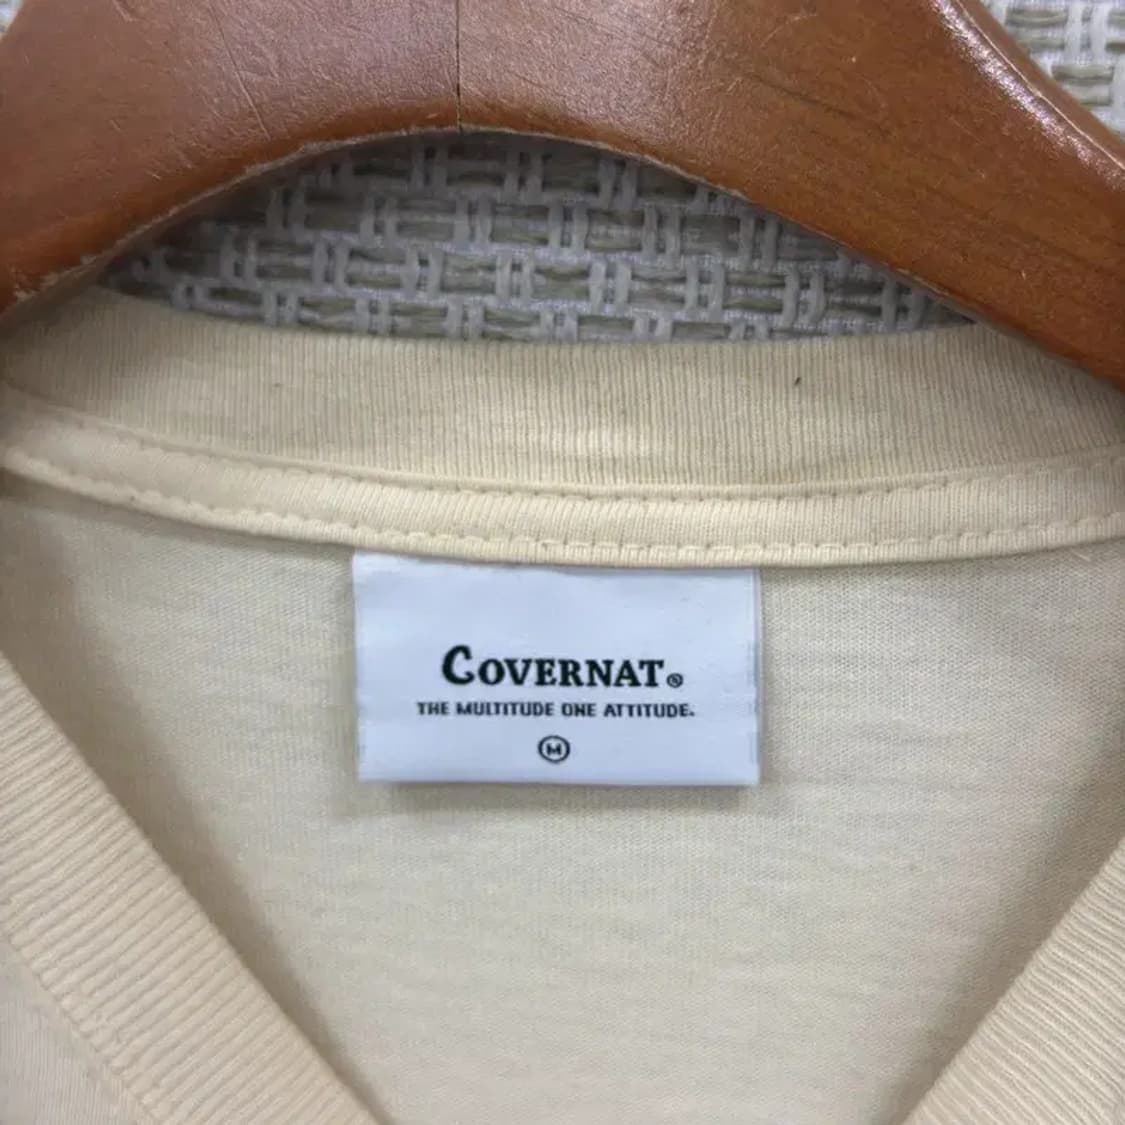 COVERNAT®
THE MULTITUDE ONE ATTITUDE.
M